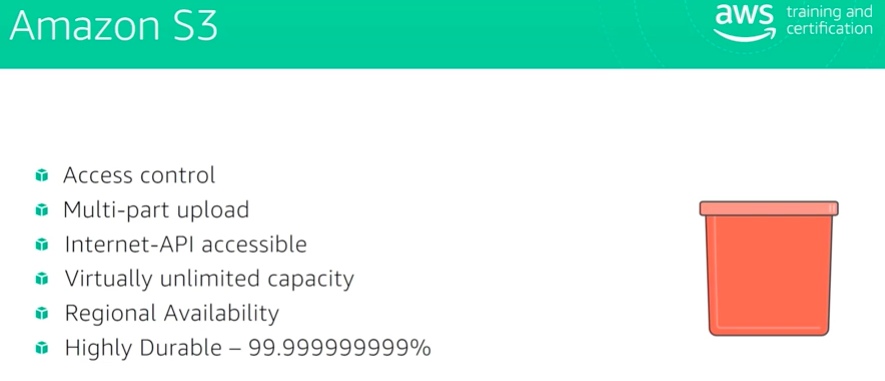 Amazon S3
aws training and
certification
Access control
Multi-part upload
Internet-API accessible
Virtually unlimited capacity
Regional Availability
Highly Durable – 99.999999999%